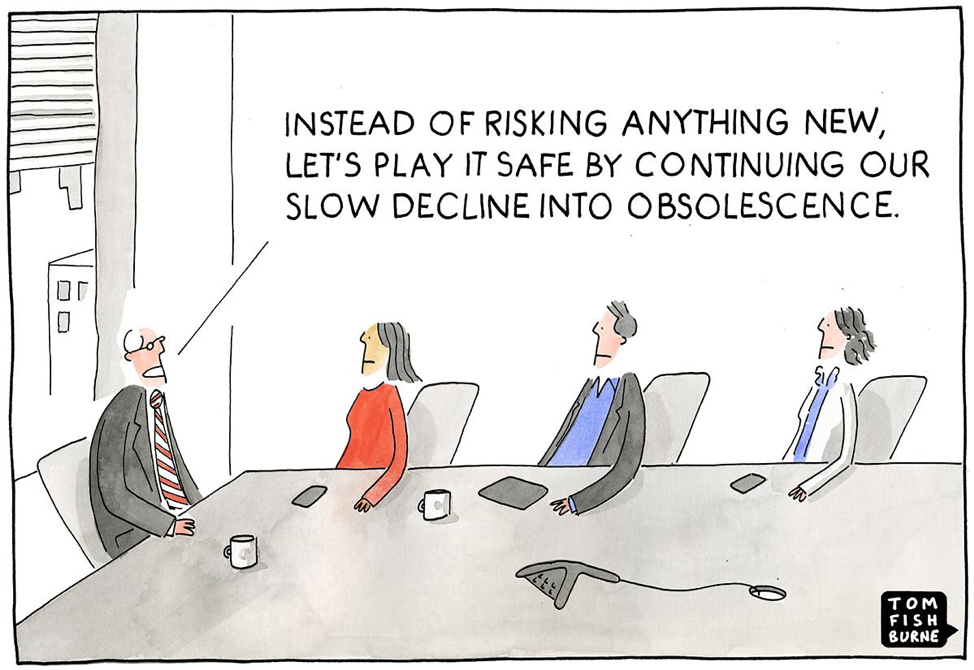 INSTEAD OF RISKING ANYTHING NEW,
LET'S PLAY IT SAFE BY CONTINUING OUR
SLOW DECLINE INTO OBSOLESCENCE.
TOM
FISH
BURNE